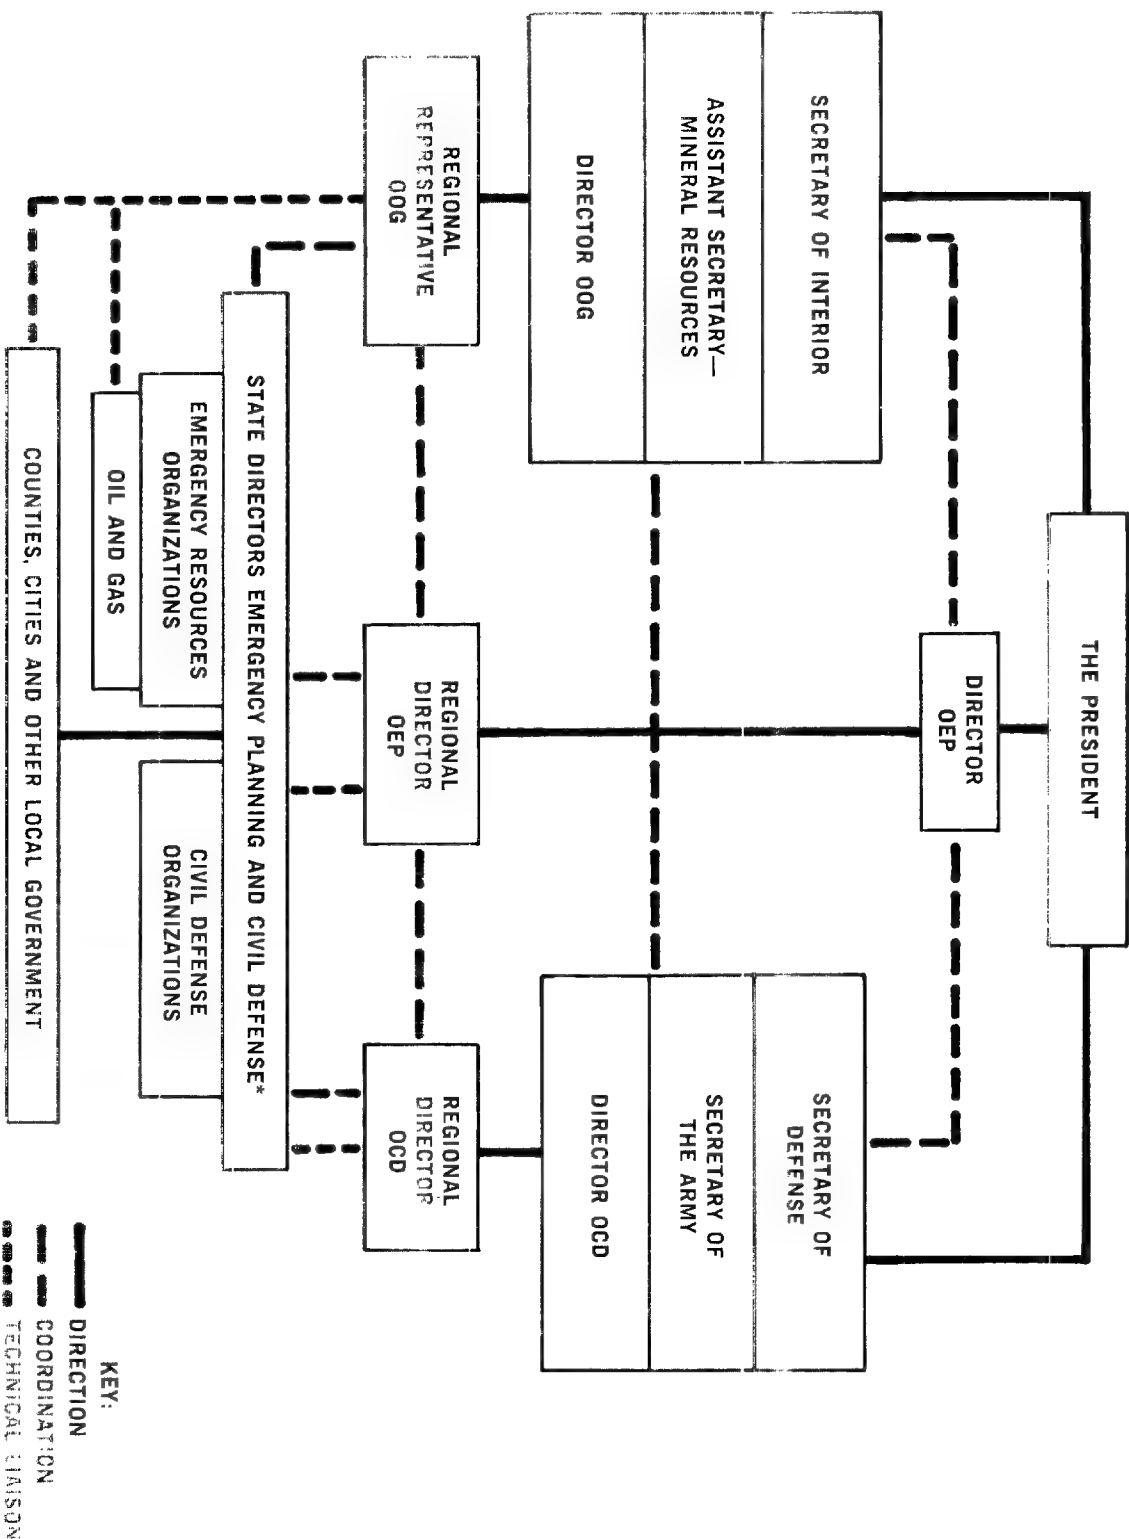 THE PRESIDENT
DIRECTOR
OEP
SECRETARY OF INTERIOR
ASSISTANT SECRETARY—
MINERAL RESOURCES
DIRECTOR OOG
SECRETARY OF
DEFENSE
SECRETARY OF
THE ARMY
DIRECTOR OCD
REGIONAL
REPRESENTATIVE
OOG
REGIONAL
DIRECTOR
OEP
REGIONAL
DIRECTOR
OCD
STATE DIRECTORS EMERGENCY PLANNING AND CIVIL DEFENSE*
EMERGENCY RESOURCES
ORGANIZATIONS
CIVIL DEFENSE
ORGANIZATIONS
OIL AND GAS
COUNTIES, CITIES AND OTHER LOCAL GOVERNMENT
KEY:
DIRECTION
COORDINATION
TECHNICAL LIAISON